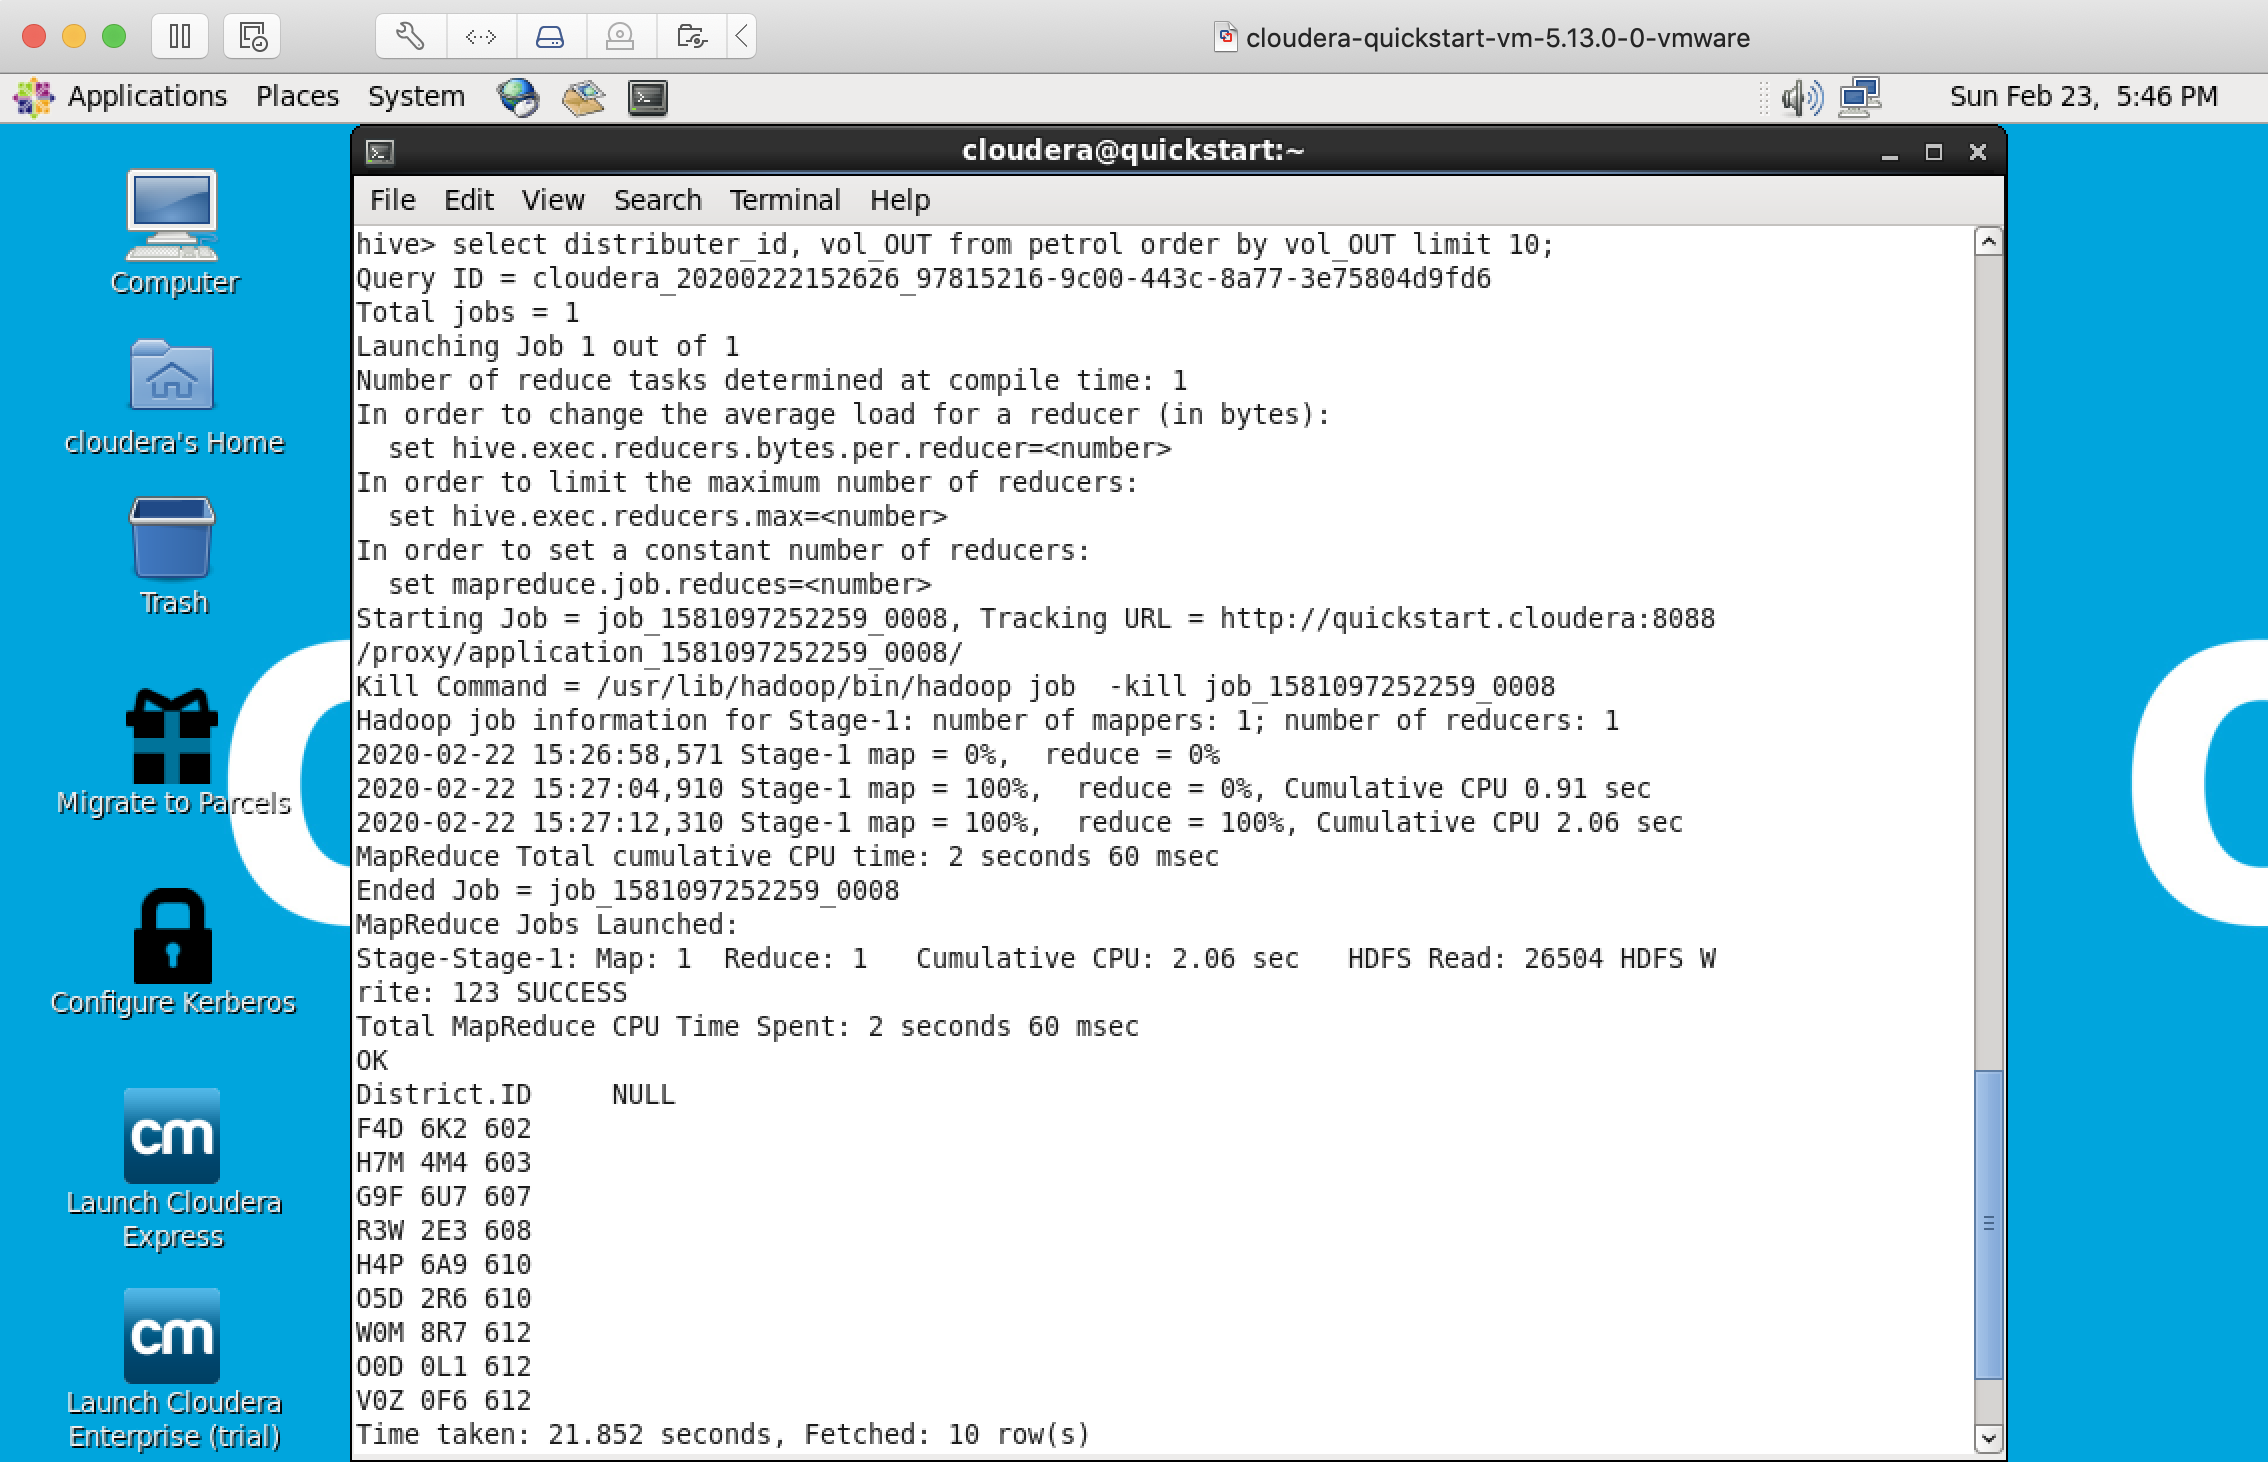 cloudera-quickstart-vm-5.13.0-0-vmware
Applications Places System Sun Feb 23, 5:46 PM
cloudera@quickstart:~
File Edit View Search Terminal Help
Computer
cloudera's Home
Trash
Migrate to Parcels
Configure Kerberos
cm
Launch Cloudera
Express
cm
Launch Cloudera
Enterprise (trial)
hive> select distributer_id, vol_OUT from petrol order by vol_OUT limit 10;
Query ID = cloudera_20200222152626_97815216-9c00-443c-8a77-3e75804d9fd6
Total jobs = 1
Launching Job 1 out of 1
Number of reduce tasks determined at compile time: 1
In order to change the average load for a reducer (in bytes):
  set hive.exec.reducers.bytes.per.reducer=<number>
In order to limit the maximum number of reducers:
  set hive.exec.reducers.max=<number>
In order to set a constant number of reducers:
  set mapreduce.job.reduces=<number>
Starting Job = job_1581097252259_0008, Tracking URL = http://quickstart.cloudera:8088
/proxy/application_1581097252259_0008/
Kill Command = /usr/lib/hadoop/bin/hadoop job  -kill job_1581097252259_0008
Hadoop job information for Stage-1: number of mappers: 1; number of reducers: 1
2020-02-22 15:26:58,571 Stage-1 map = 0%,  reduce = 0%
2020-02-22 15:27:04,910 Stage-1 map = 100%,  reduce = 0%, Cumulative CPU 0.91 sec
2020-02-22 15:27:12,310 Stage-1 map = 100%,  reduce = 100%, Cumulative CPU 2.06 sec
MapReduce Total cumulative CPU time: 2 seconds 60 msec
Ended Job = job_1581097252259_0008
MapReduce Jobs Launched:
Stage-Stage-1: Map: 1  Reduce: 1   Cumulative CPU: 2.06 sec   HDFS Read: 26504 HDFS W
rite: 123 SUCCESS
Total MapReduce CPU Time Spent: 2 seconds 60 msec
OK
District.ID     NULL
F4D 6K2 602
H7M 4M4 603
G9F 6U7 607
R3W 2E3 608
H4P 6A9 610
O5D 2R6 610
W0M 8R7 612
O0D 0L1 612
V0Z 0F6 612
Time taken: 21.852 seconds, Fetched: 10 row(s)